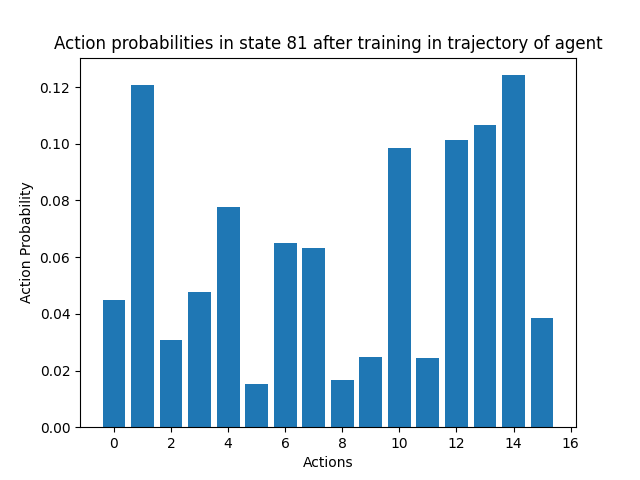 Action probabilities in state 81 after training in trajectory of agent
0.12
0.10
0.08
0.06
0.04
0.02
0.00
Action Probability
0 2 4 6 8 10 12 14 16
Actions